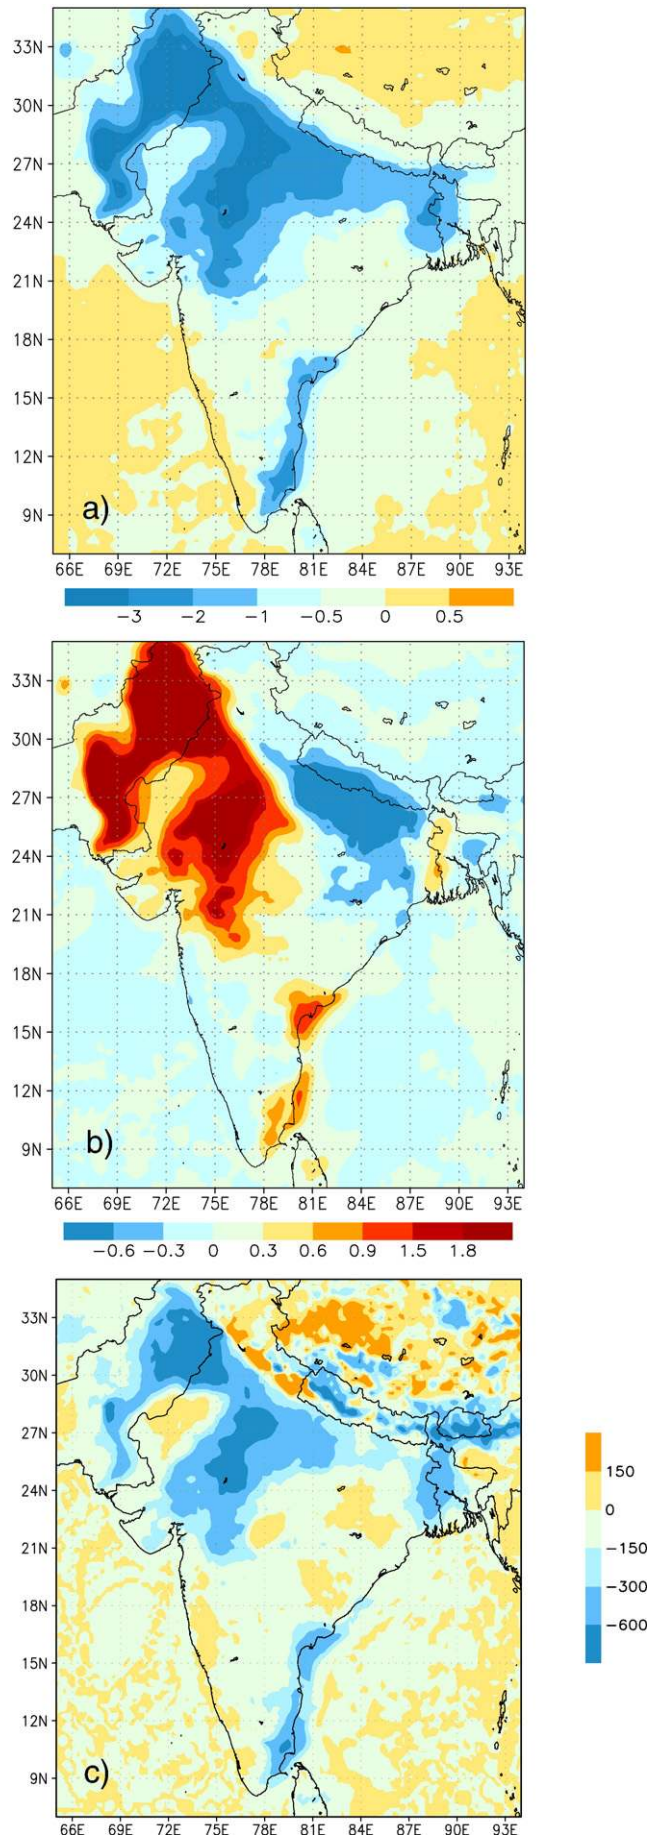 33N
30N
27N
24N
21N
18N
15N
12N
9N
a)
66E 69E 72E 75E 78E 81E 84E 87E 90E 93E
−3 −2 −1 −0.5 0 0.5
33N
30N
27N
24N
21N
18N
15N
12N
9N
b)
66E 69E 72E 75E 78E 81E 84E 87E 90E 93E
−0.6 −0.3 0 0.3 0.6 0.9 1.5 1.8
33N
30N
27N
24N
21N
18N
15N
12N
9N
c)
66E 69E 72E 75E 78E 81E 84E 87E 90E 93E
150
0
−150
−300
−600